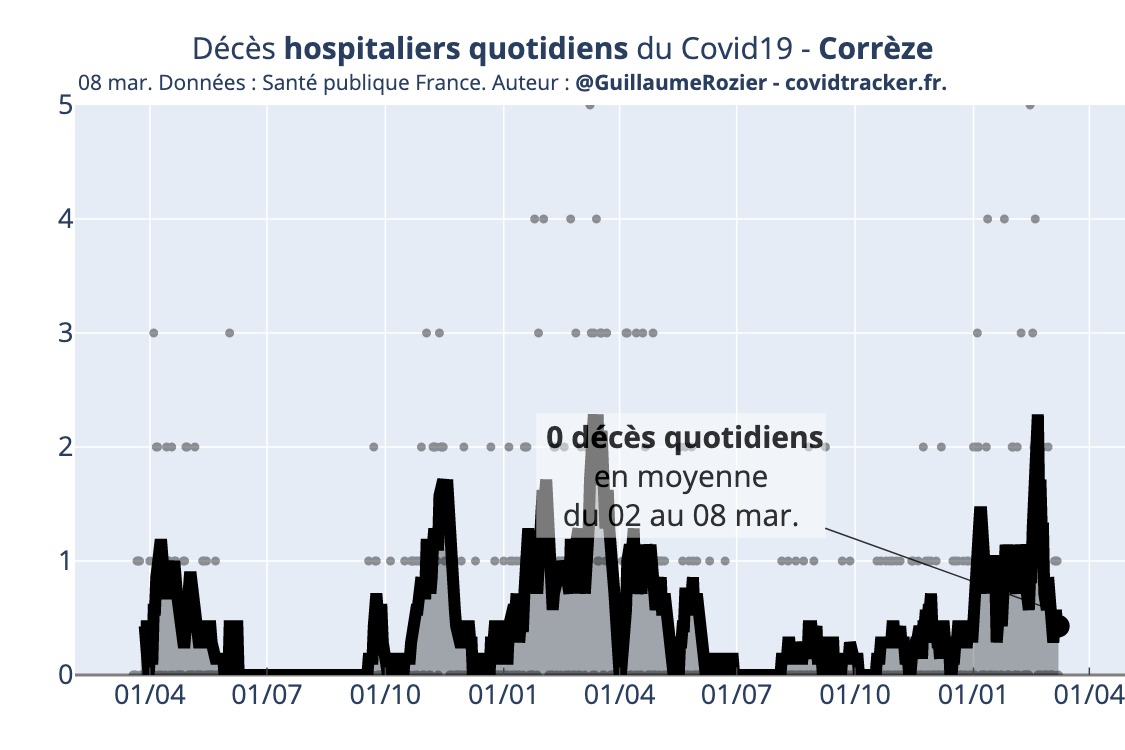 Décès hospitaliers quotidiens du Covid19 - Corrèze
08 mar. Données : Santé publique France. Auteur : @GuillaumeRozier - covidtracker.fr.
5
4
3
2
1
0
0 décès quotidiens
en moyenne
du 02 au 08 mar.
01/04 01/07 01/10 01/01 01/04 01/07 01/10 01/01 01/04